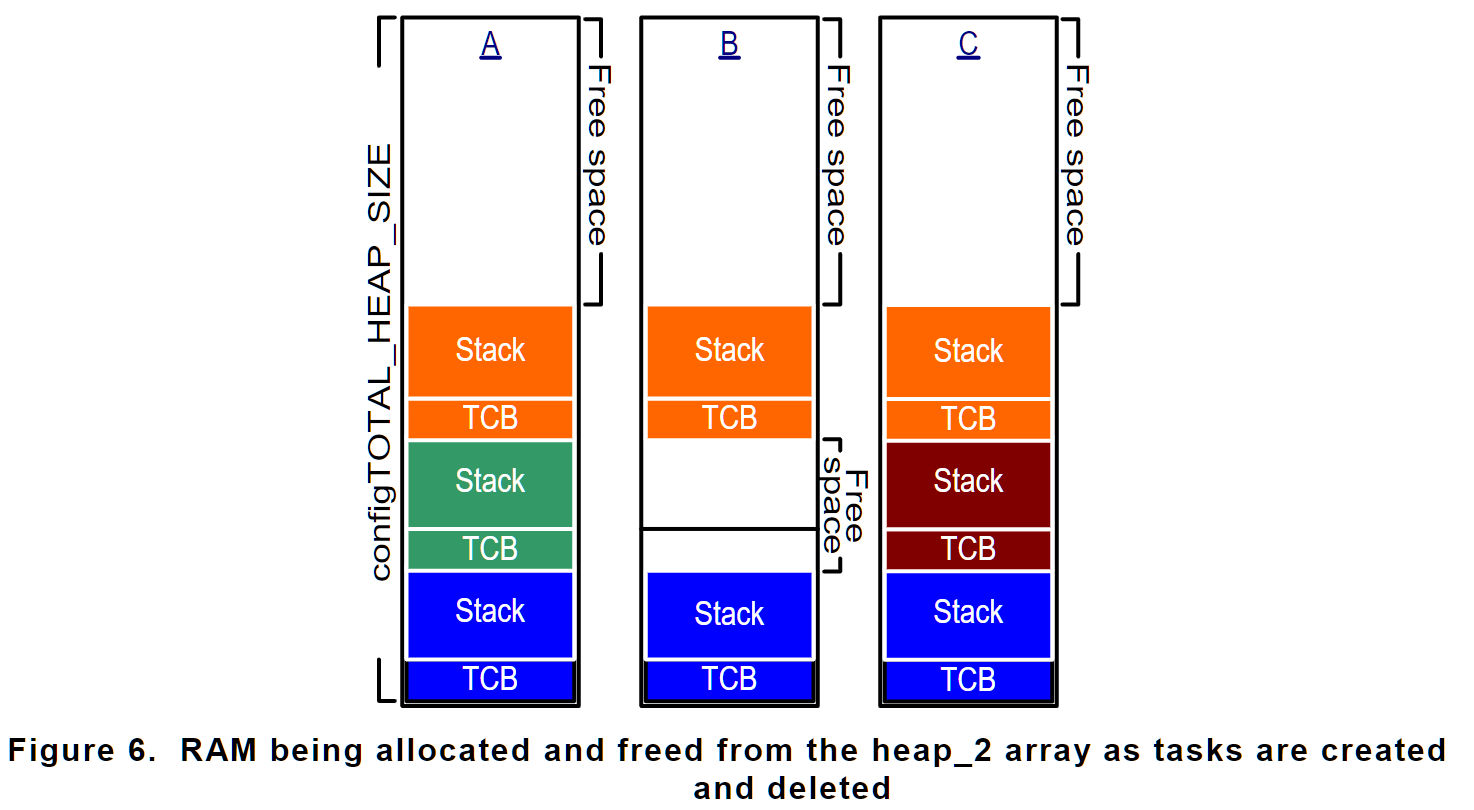 A
B
C
configTOTAL_HEAP_SIZE
Free space
Free space
Free space
Stack
Stack
Stack
TCB
TCB
TCB
Stack
Free
space
Stack
TCB
TCB
Stack
Stack
Stack
TCB
TCB
TCB
Figure 6. RAM being allocated and freed from the heap_2 array as tasks are created
and deleted